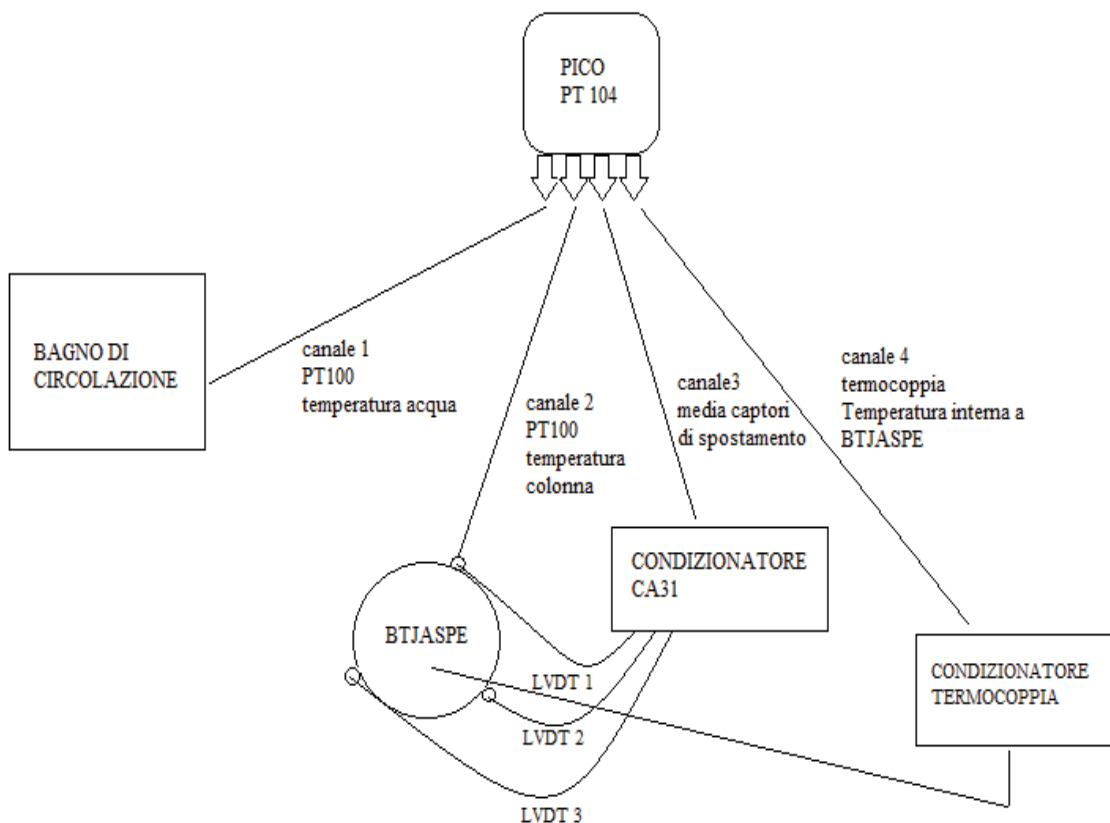 PICO
PT 104
BAGNO DI
CIRCOLAZIONE
canale 1
PT100
temperatura acqua
canale 2
PT100
temperatura
colonna
canale3
media captori
di spostamento
canale 4
termocoppia
Temperatura interna a
BTJASPE
CONDIZIONATORE
CA31
BTJASPE
CONDIZIONATORE
TERMOCOPPIA
LVDT 1
LVDT 2
LVDT 3